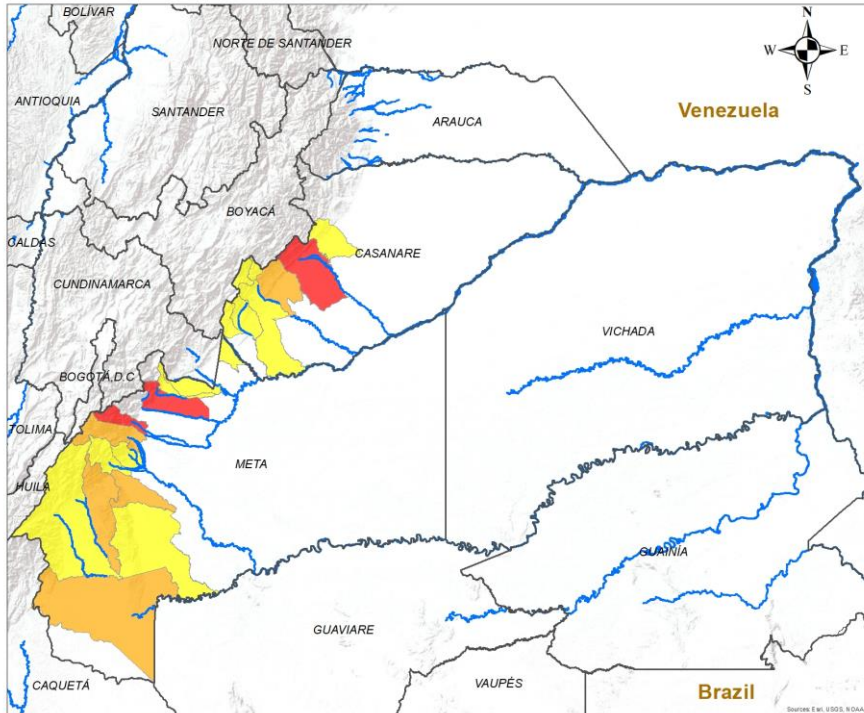 BOLÍVAR
N
NORTE DE SANTANDER
W E
S
ANTIOQUIA
SANTANDER
ARAUCA
Venezuela
BOYACÁ
CALDAS
CASANARE
CUNDINAMARCA
VICHADA
BOGOTÁ, D.C
TOLIMA
META
HUILA
GUAINÍA
GUAVIARE
CAQUETÁ
VAUPÉS
Brazil
Sources: Esri, USGS, NOAA